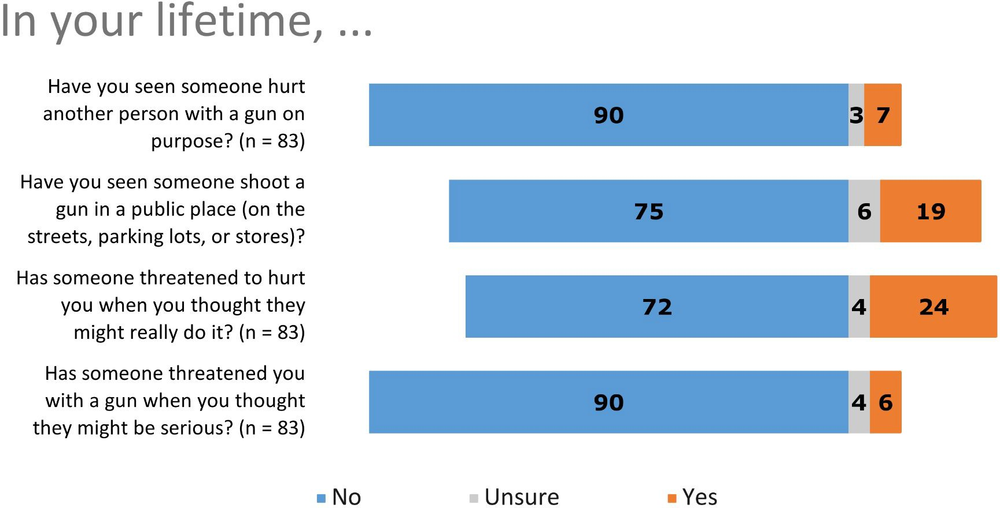 In your lifetime, ...
Have you seen someone hurt
another person with a gun on
purpose? (n = 83)
90 3 7
Have you seen someone shoot a
gun in a public place (on the
streets, parking lots, or stores)?
75 6 19
Has someone threatened to hurt
you when you thought they
might really do it? (n = 83)
72 4 24
Has someone threatened you
with a gun when you thought
they might be serious? (n = 83)
90 4 6
No Unsure Yes